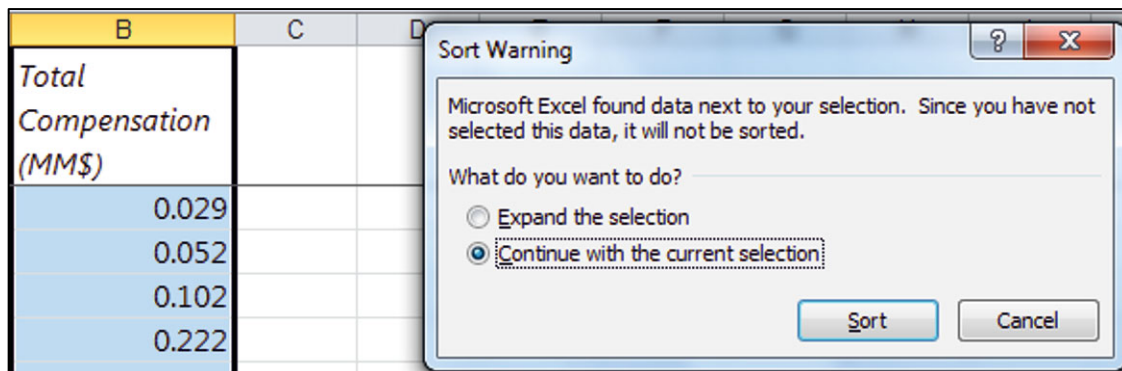 B
C
D
Total
Compensation
(MM$)
0.029
0.052
0.102
0.222
Sort Warning
?
X
Microsoft Excel found data next to your selection.  Since you have not
selected this data, it will not be sorted.
What do you want to do?
Expand the selection
Continue with the current selection
Sort
Cancel